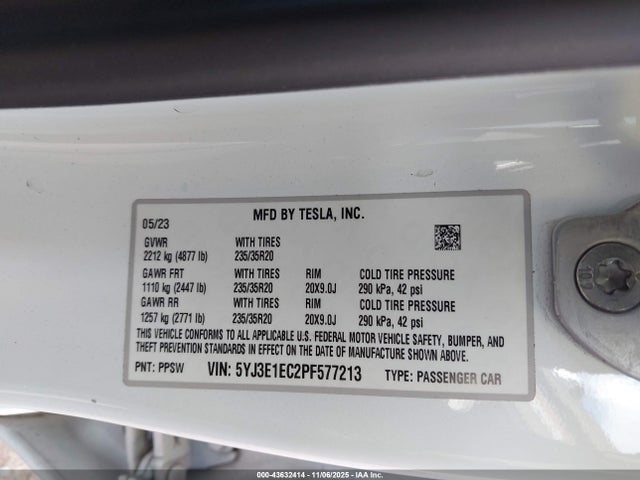 05/23 MFD BY TESLA, INC.
GVWR WITH TIRES
2212 kg (4877 lb) 235/35R20
GAWR FRT WITH TIRES RIM COLD TIRE PRESSURE
1110 kg (2447 lb) 235/35R20 20X9.0J 290 kPa, 42 psi
GAWR RR WITH TIRES RIM COLD TIRE PRESSURE
1257 kg (2771 lb) 235/35R20 20X9.0J 290 kPa, 42 psi
THIS VEHICLE CONFORMS TO ALL APPLICABLE U.S. FEDERAL MOTOR VEHICLE SAFETY, BUMPER, AND
THEFT PREVENTION STANDARDS IN EFFECT ON THE DATE OF MANUFACTURE SHOWN ABOVE.
PNT: PPSW VIN: 5YJ3E1EC2PF577213 TYPE: PASSENGER CAR
000-43632414 - 11/06/2025 - IAAI.com